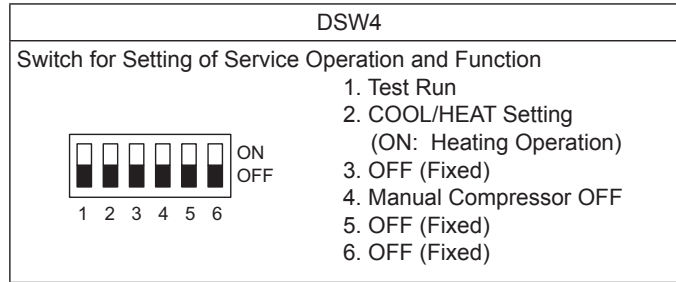 DSW4
Switch for Setting of Service Operation and Function
1. Test Run
2. COOL/HEAT Setting
(ON: Heating Operation)
3. OFF (Fixed)
4. Manual Compressor OFF
5. OFF (Fixed)
6. OFF (Fixed)
ON
OFF
1 2 3 4 5 6